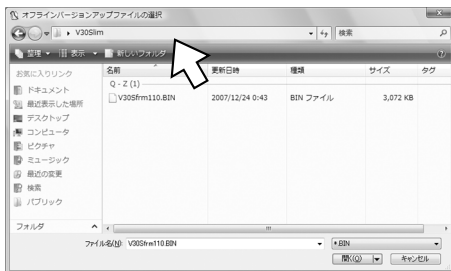 オフラインバージョンアップファイルの選択
V30Slim
検索
整理 表示 新しいフォルダ
お気に入りリンク
ドキュメント
最近表示した場所
デスクトップ
コンピュータ
ピクチャ
ミュージック
最近の変更
検索
パブリック
フォルダ
名前 更新日時 種類 サイズ タグ
Q - Z (1)
V30Sfrm110.BIN 2007/12/24 0:43 BIN ファイル 3,072 KB
ファイル名(N): V30Sfrm110.BIN *.BIN
開く(O) キャンセル